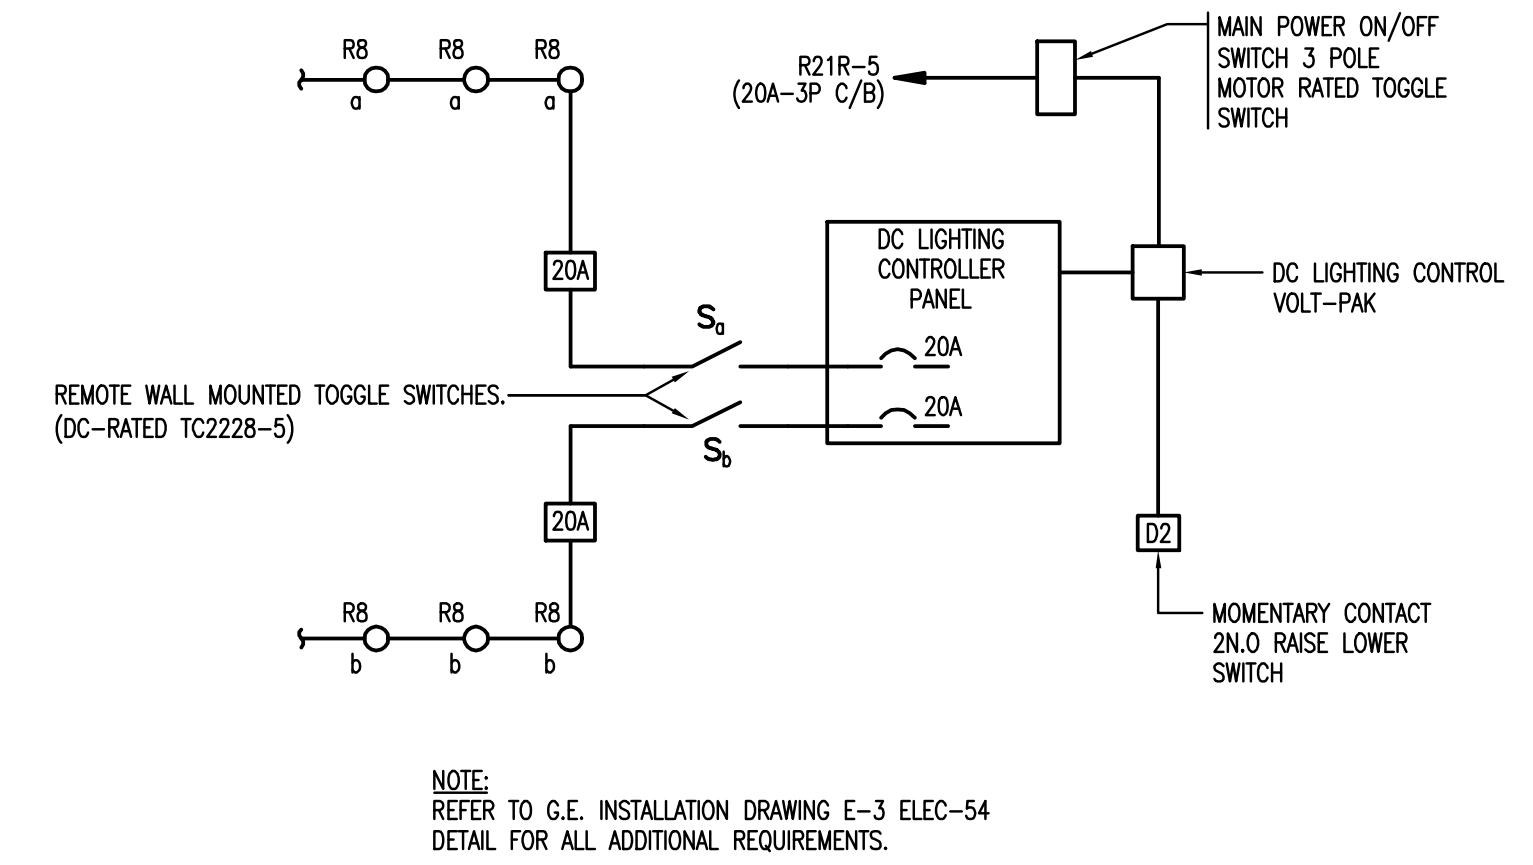 R8 R8 R8
a a a
R21R-5
(20A-3P C/B)
MAIN POWER ON/OFF
SWITCH 3 POLE
MOTOR RATED TOGGLE
SWITCH
20A
DC LIGHTING
CONTROLLER
PANEL
DC LIGHTING CONTROL
VOLT-PAK
Sa
20A
REMOTE WALL MOUNTED TOGGLE SWITCHES.
(DC-RATED TC2228-5)
20A
Sb
20A
D2
R8 R8 R8
b b b
MOMENTARY CONTACT
2N.O RAISE LOWER
SWITCH
NOTE:
REFER TO G.E. INSTALLATION DRAWING E-3 ELEC-54
DETAIL FOR ALL ADDITIONAL REQUIREMENTS.